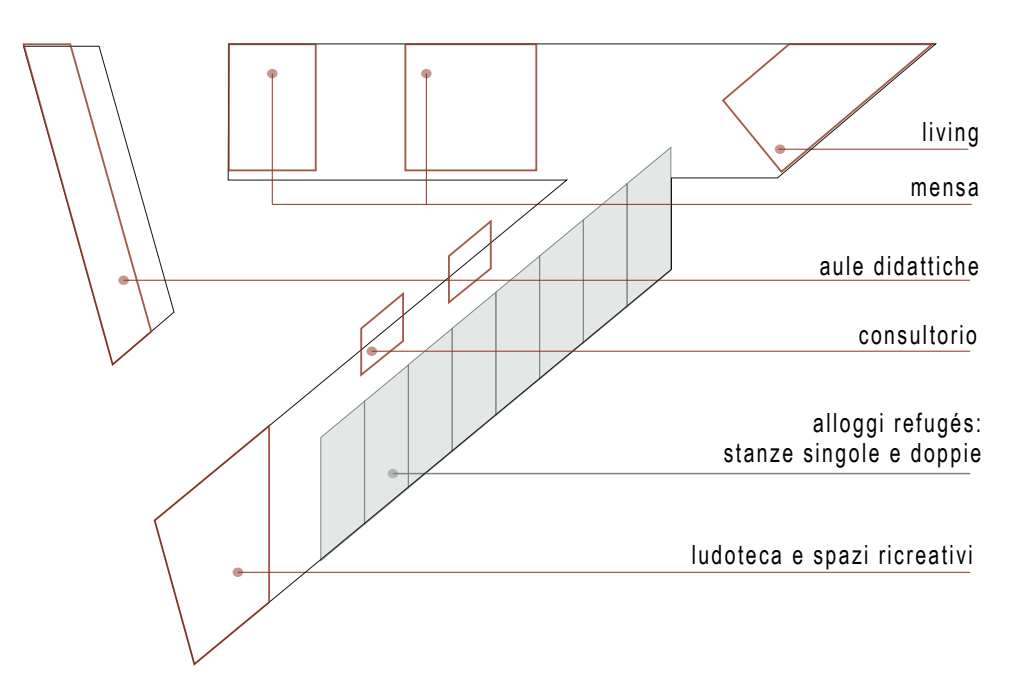 living
mensa
aule didattiche
consultorio
alloggi refugés:
stanze singole e doppie
ludoteca e spazi ricreativi